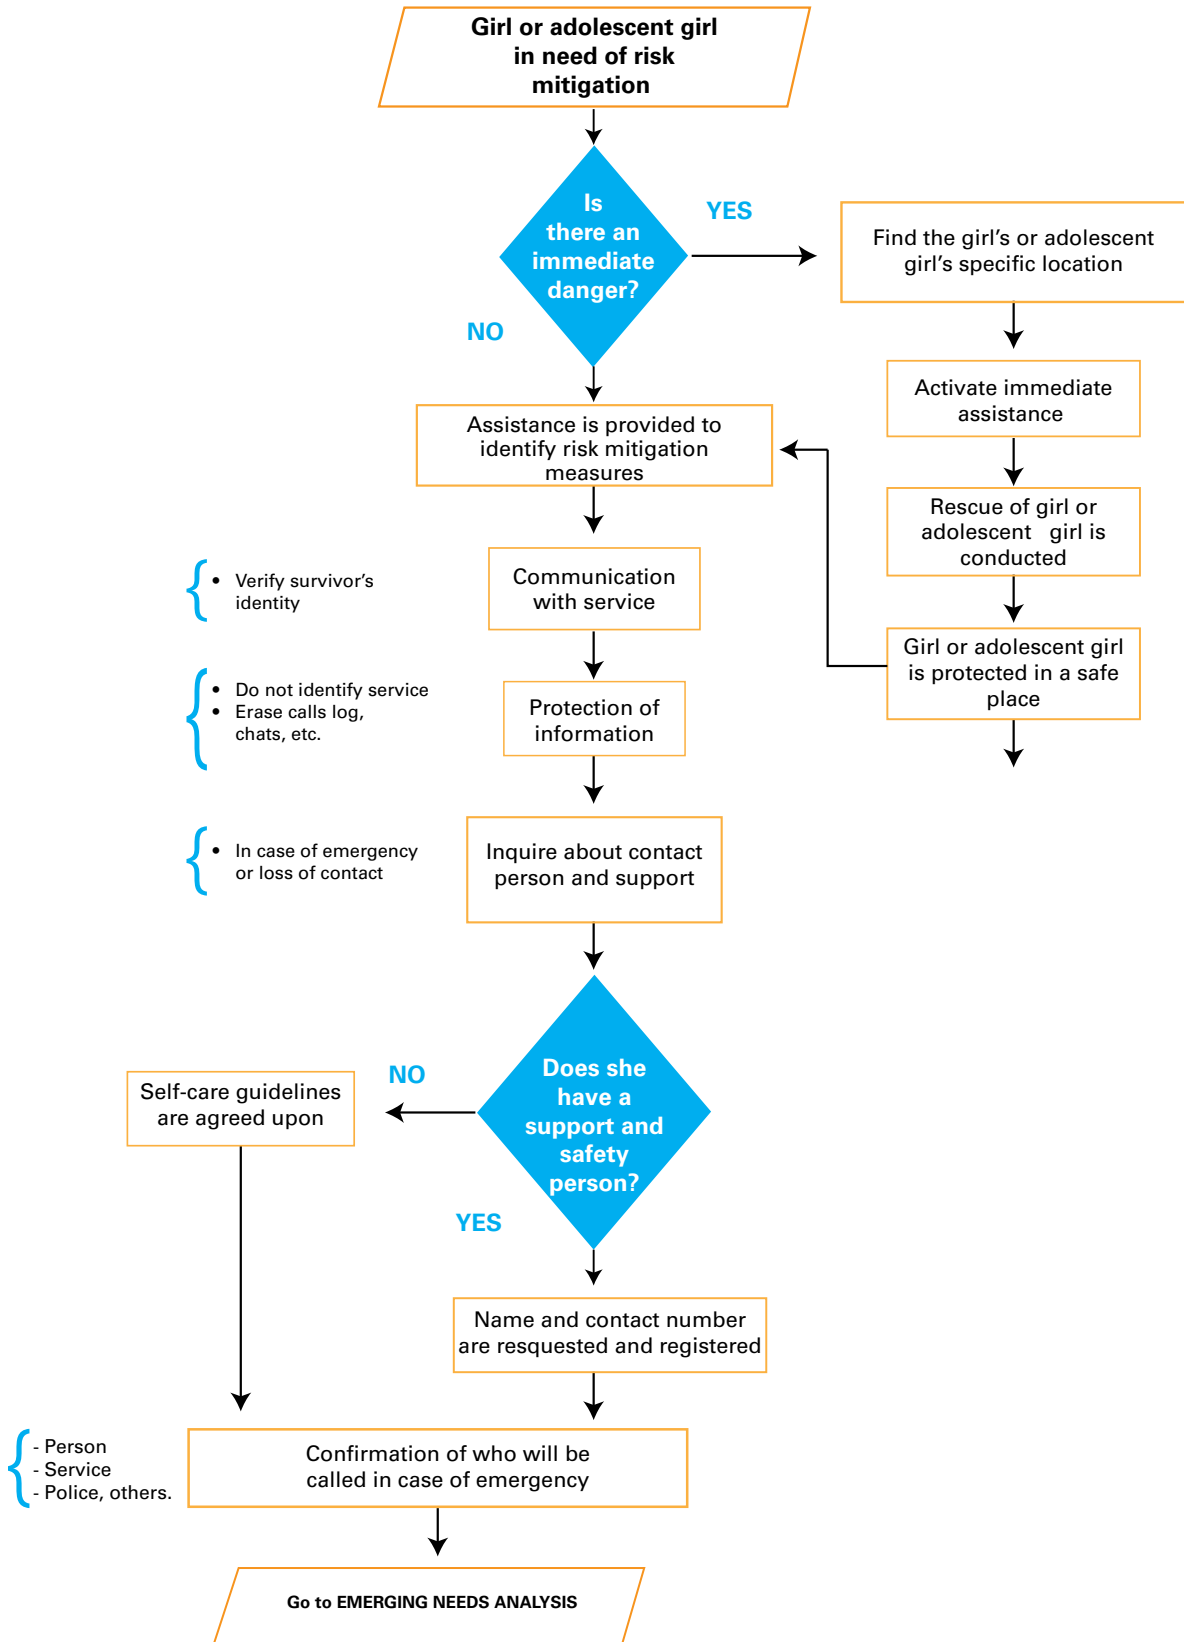 Girl or adolescent girl
in need of risk
mitigation
Is
there an
immediate
danger?
YES
NO
Find the girl's or adolescent
girl's specific location
Activate immediate
assistance
Rescue of girl or
adolescent girl is
conducted
Girl or adolescent girl
is protected in a safe
place
Assistance is provided to
identify risk mitigation
measures
• Verify survivor's
identity
Communication
with service
• Do not identify service
• Erase calls log,
chats, etc.
Protection of
information
• In case of emergency
or loss of contact
Inquire about contact
person and support
Does she
have a
support and
safety
person?
NO
YES
Self-care guidelines
are agreed upon
Name and contact number
are resquested and registered
- Person
- Service
- Police, others.
Confirmation of who will be
called in case of emergency
Go to EMERGING NEEDS ANALYSIS